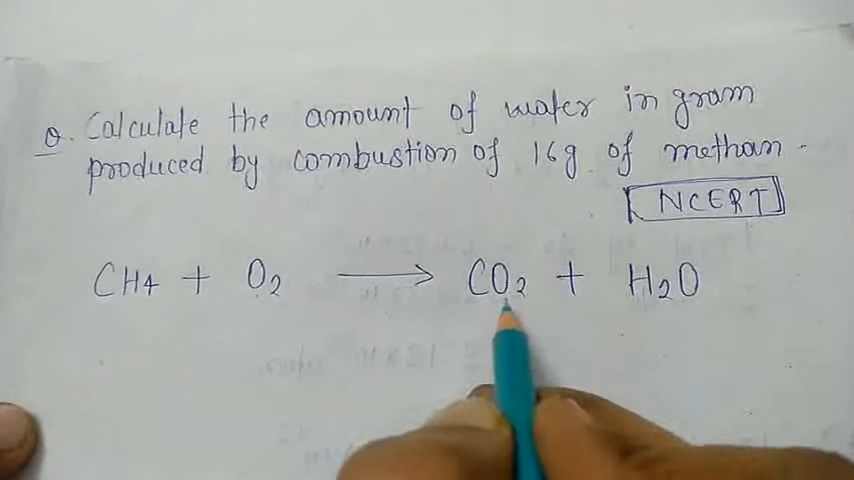 Q. Calculate the amount of water in gram
produced by combustion of 16g of methan.
[NCERT]
CH4 + O2 → CO2 + H2O